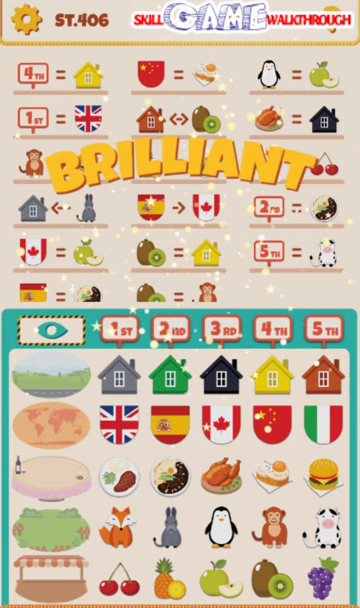 ST.406
SKILL GAME WALKTHROUGH
4TH =
=
=
1ST =
<->
=
BRILLIANT
<-
->
2ND
=
=
5TH =
=
=
1ST 2ND 3RD 4TH 5TH